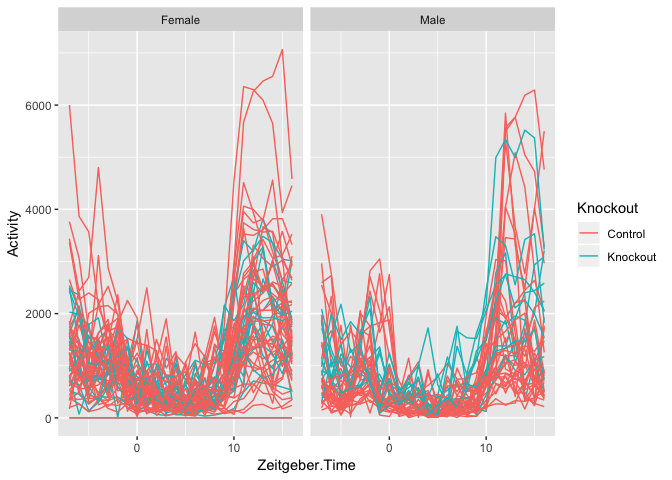 Female
Male
6000
4000
2000
0
Activity
0
10
0
10
Zeitgeber.Time
Knockout
Control
Knockout